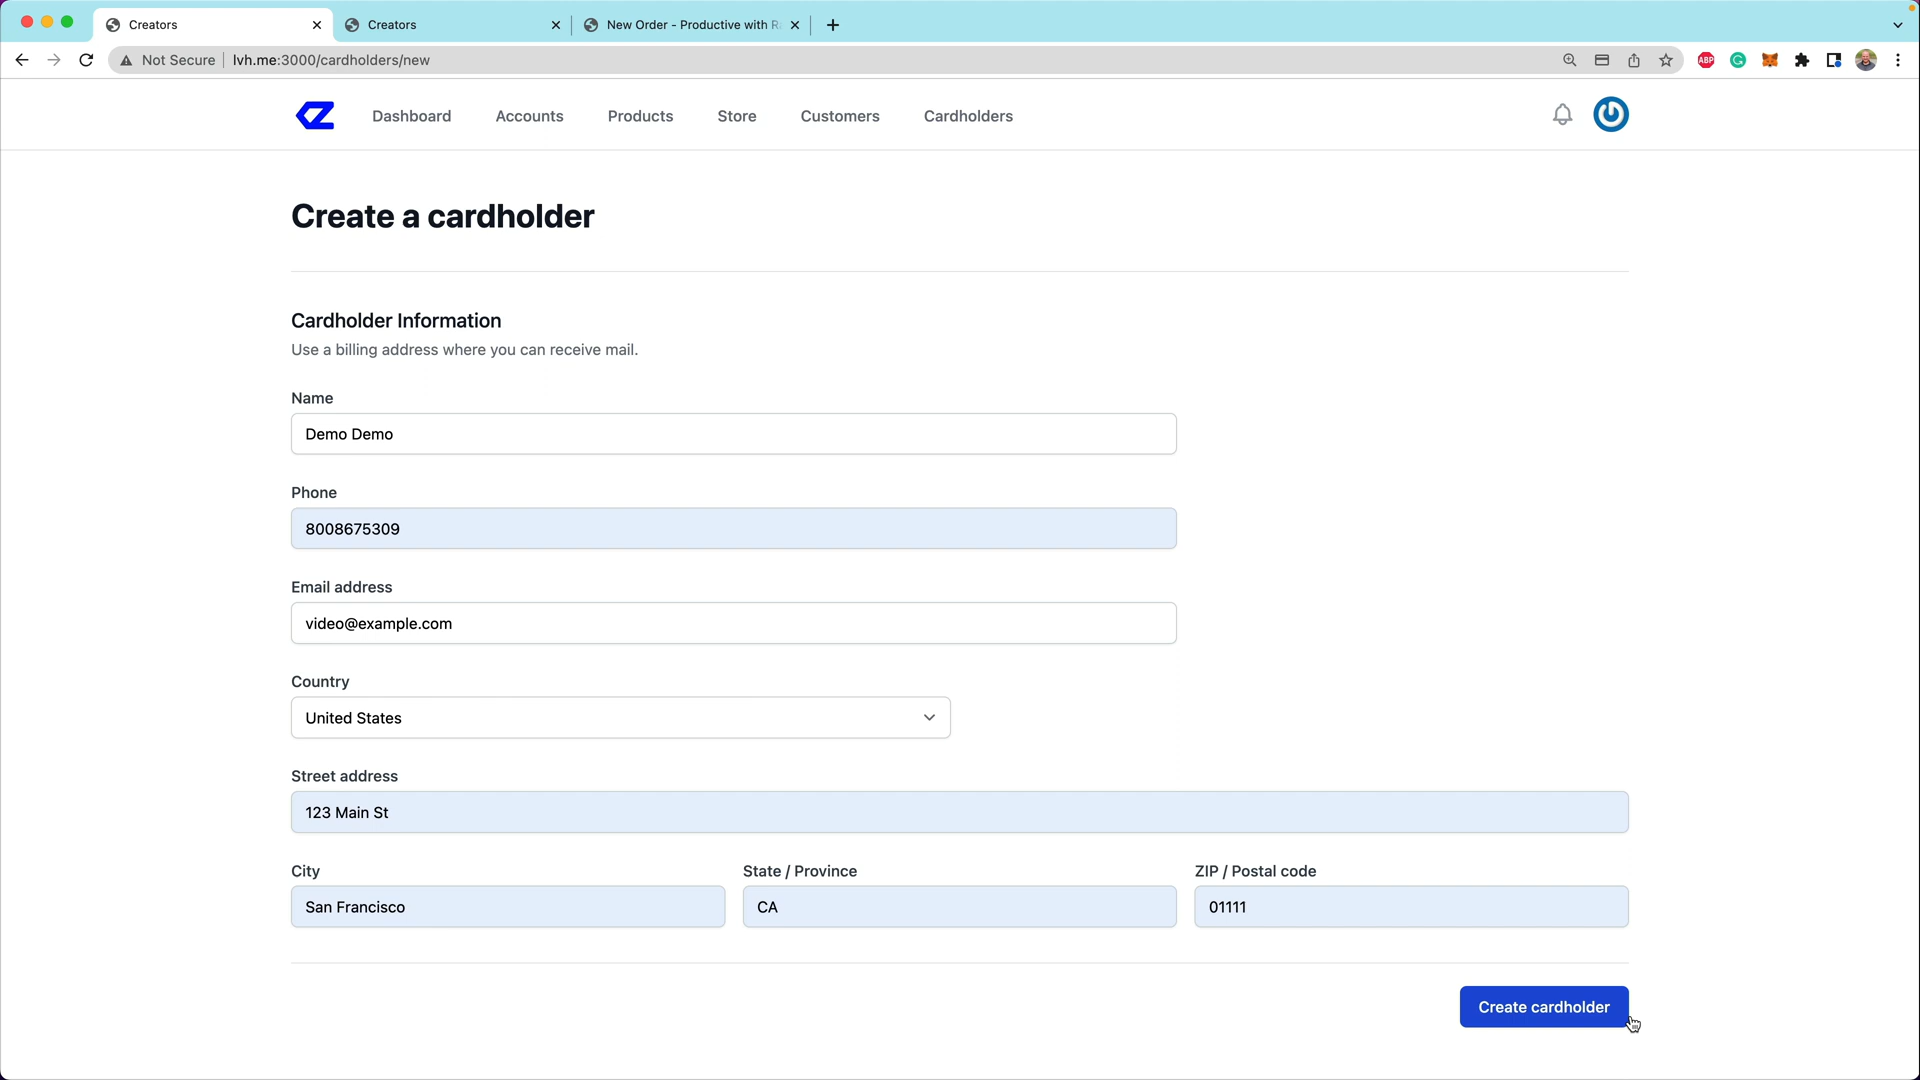 Creators
Creators
New Order - Productive with R
Not Secure
lvh.me:3000/cardholders/new
ABP
Dashboard
Accounts
Products
Store
Customers
Cardholders
Create a cardholder
Cardholder Information
Use a billing address where you can receive mail.
Name
Demo Demo
Phone
8008675309
Email address
video@example.com
Country
United States
Street address
123 Main St
City
State / Province
ZIP / Postal code
San Francisco
CA
01111
Create cardholder